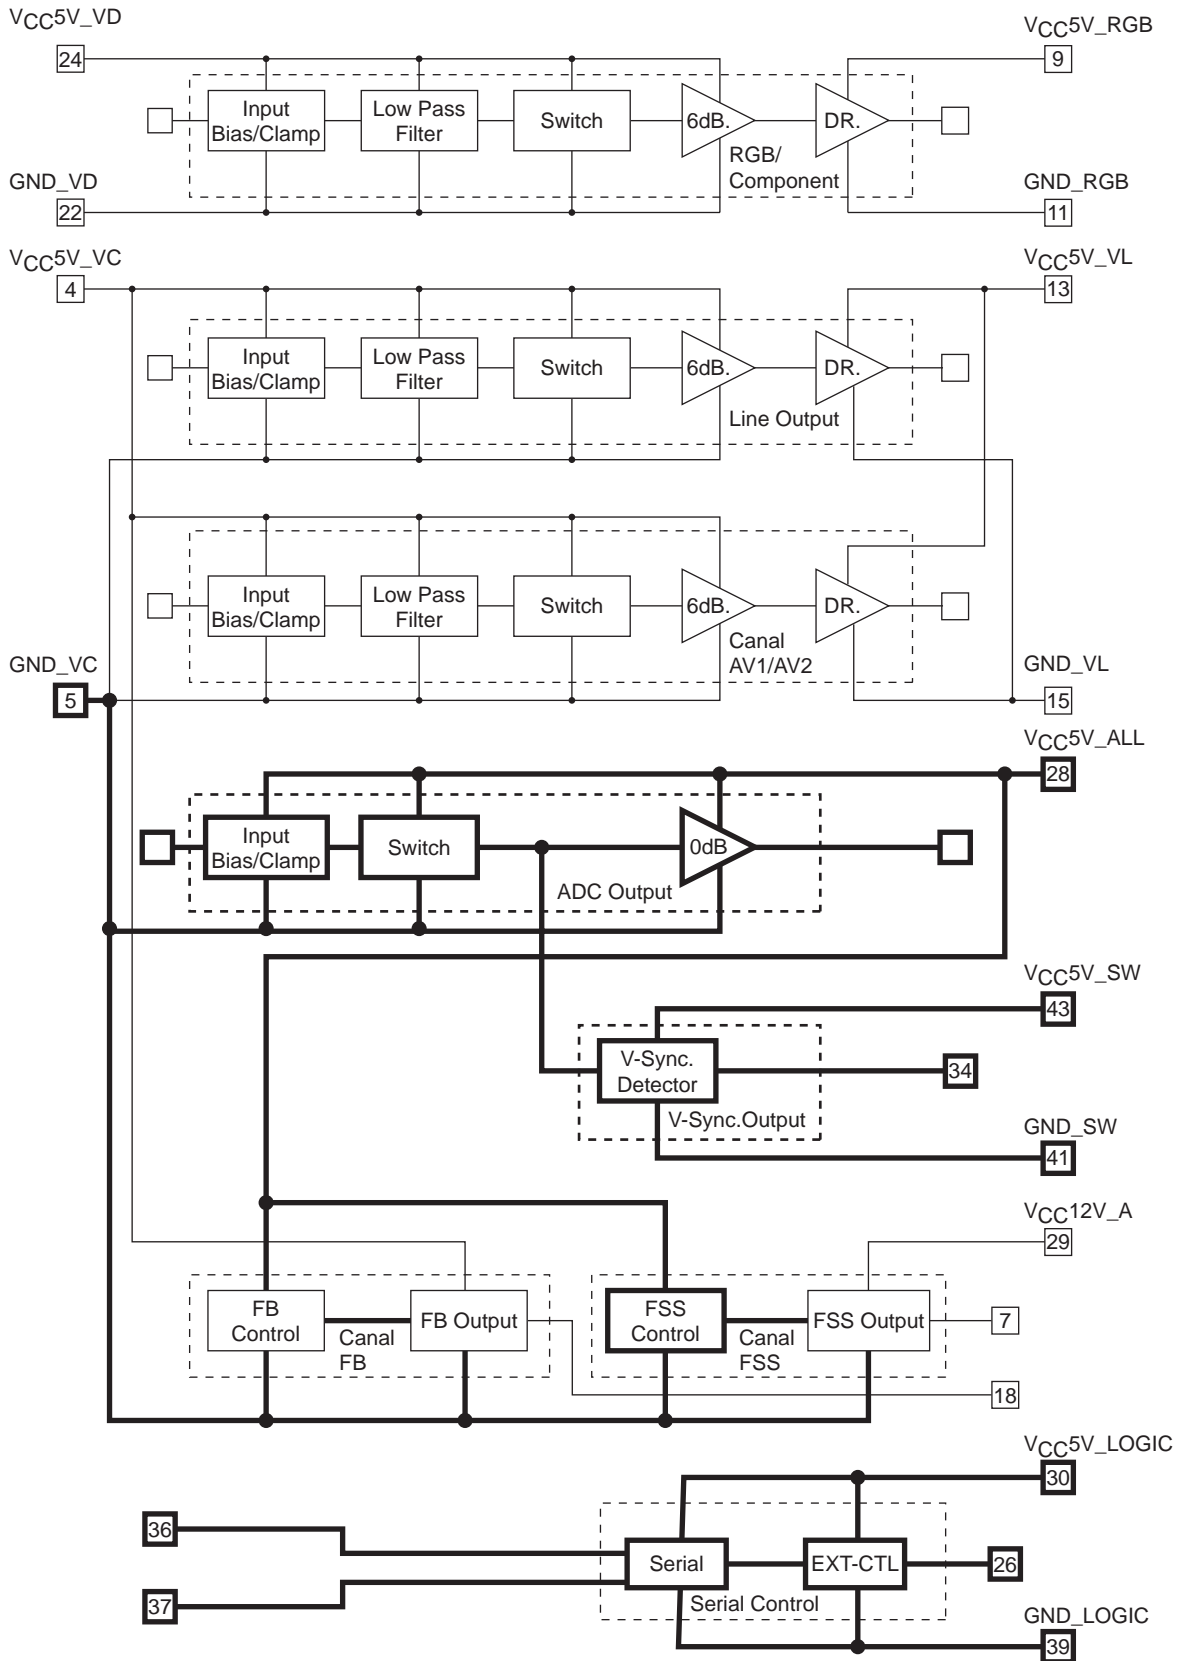 VCC5V_VD
24
VCC5V_RGB
9
Input
Bias/Clamp
Low Pass
Filter
Switch
6dB.
DR.
RGB/
Component
GND_VD
22
GND_RGB
11
VCC5V_VC
4
VCC5V_VL
13
Input
Bias/Clamp
Low Pass
Filter
Switch
6dB.
DR.
Line Output
Input
Bias/Clamp
Low Pass
Filter
Switch
6dB.
DR.
Canal
AV1/AV2
GND_VC
5
GND_VL
15
VCC5V_ALL
28
Input
Bias/Clamp
Switch
0dB
ADC Output
VCC5V_SW
43
V-Sync.
Detector
34
V-Sync.Output
GND_SW
41
VCC12V_A
29
FB
Control
Canal
FB
FB Output
FSS
Control
Canal
FSS
FSS Output
7
18
VCC5V_LOGIC
30
36
Serial
EXT-CTL
26
37
Serial Control
GND_LOGIC
39